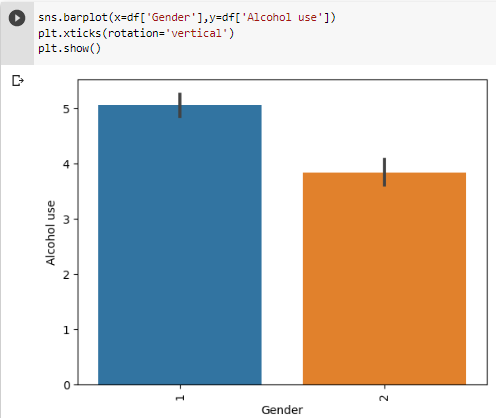 sns.barplot(x=df['Gender'],y=df['Alcohol use'])
plt.xticks(rotation='vertical')
plt.show()
5
4
3
2
1
0
Alcohol use
1
2
Gender